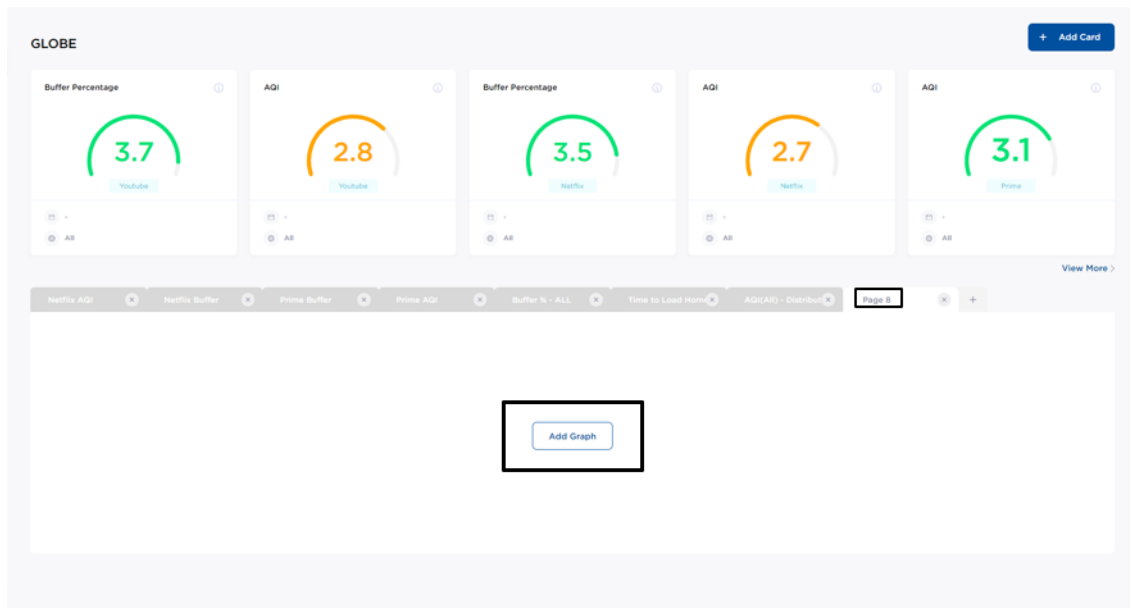 GLOBE
+ Add Card
Buffer Percentage
3.7
Youtube
-
All
AQI
2.8
Youtube
-
All
Buffer Percentage
3.5
Netflix
-
All
AQI
2.7
Netflix
-
All
AQI
3.1
Prime
-
All
View More >
Netflix AQI
Netflix Buffer
Prime Buffer
Prime AQI
Buffer % - ALL
Time to Load Home
AQI(All) - Distribut
Page 8
+
Add Graph